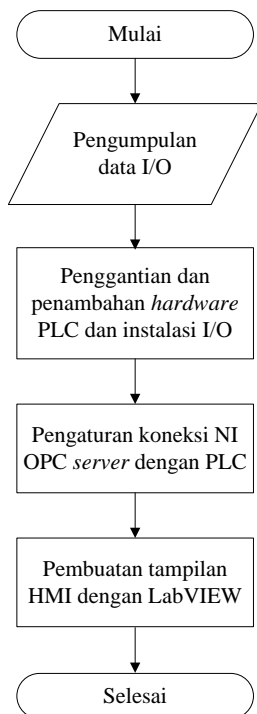 Mulai
Pengumpulan
data I/O
Penggantian dan
penambahan hardware
PLC dan instalasi I/O
Pengaturan koneksi NI
OPC server dengan PLC
Pembuatan tampilan
HMI dengan LabVIEW
Selesai